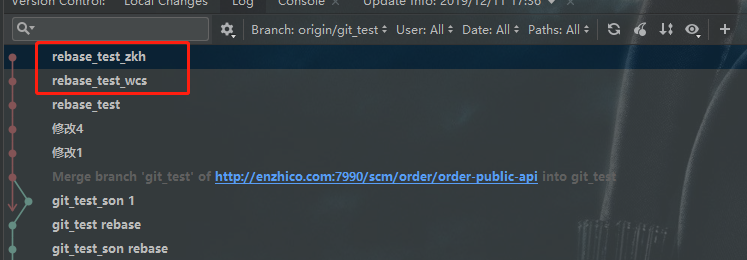 Version Control: Local Changes Log Console Update Info: 2019/12/11 17:36
Branch: origin/git_test User: All Date: All Paths: All
rebase_test_zkh
rebase_test_wcs
rebase_test
修改4
修改1
Merge branch 'git_test' of http://enzhico.com:7990/scm/order/order-public-api into git_test
git_test_son 1
git_test rebase
git_test_son rebase